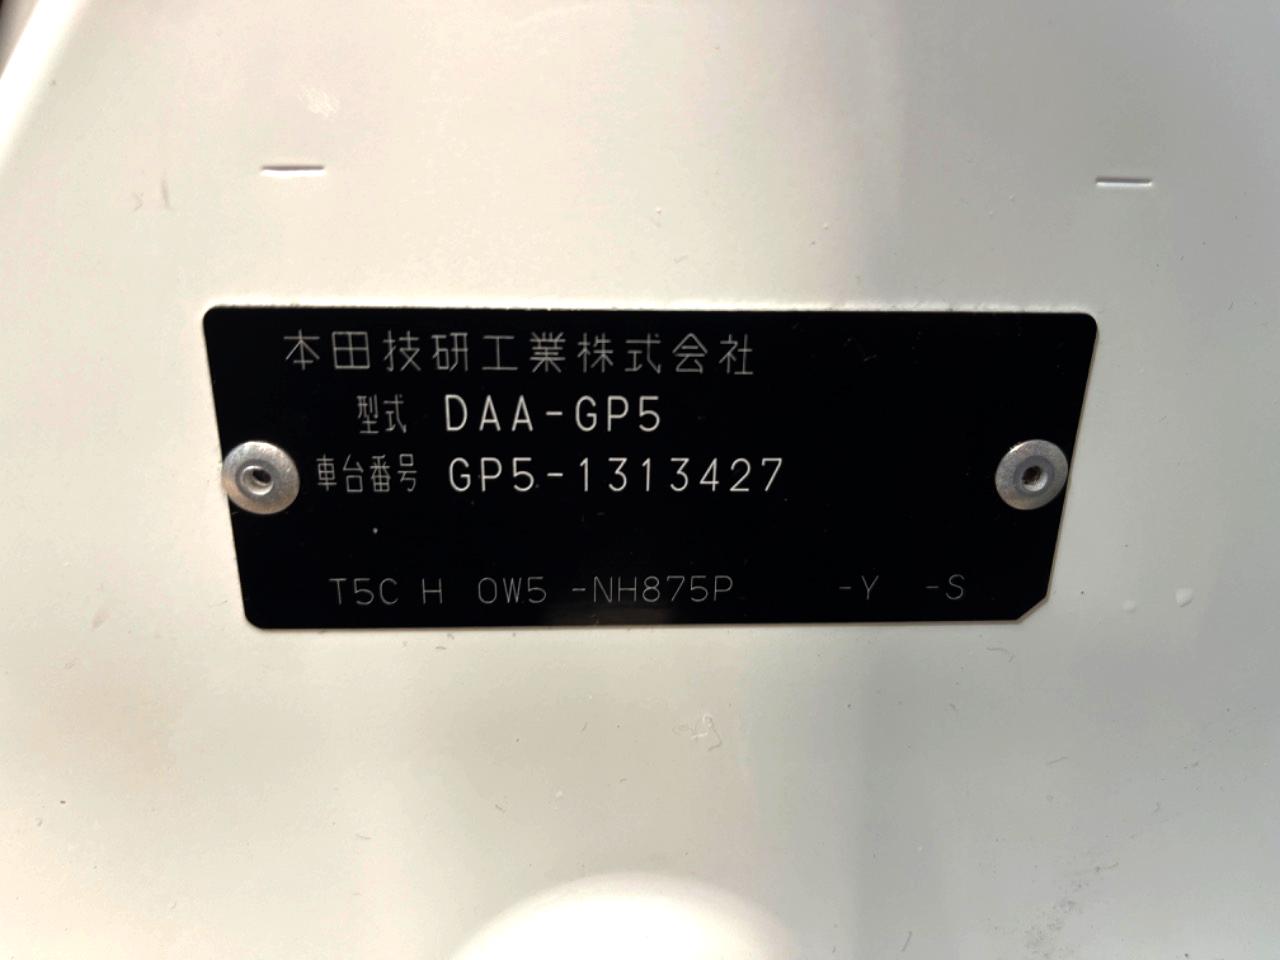 本田技研工業株式会社
型式 DAA-GP5
車台番号 GP5-1313427
T5C H 0W5 -NH875P -Y -S